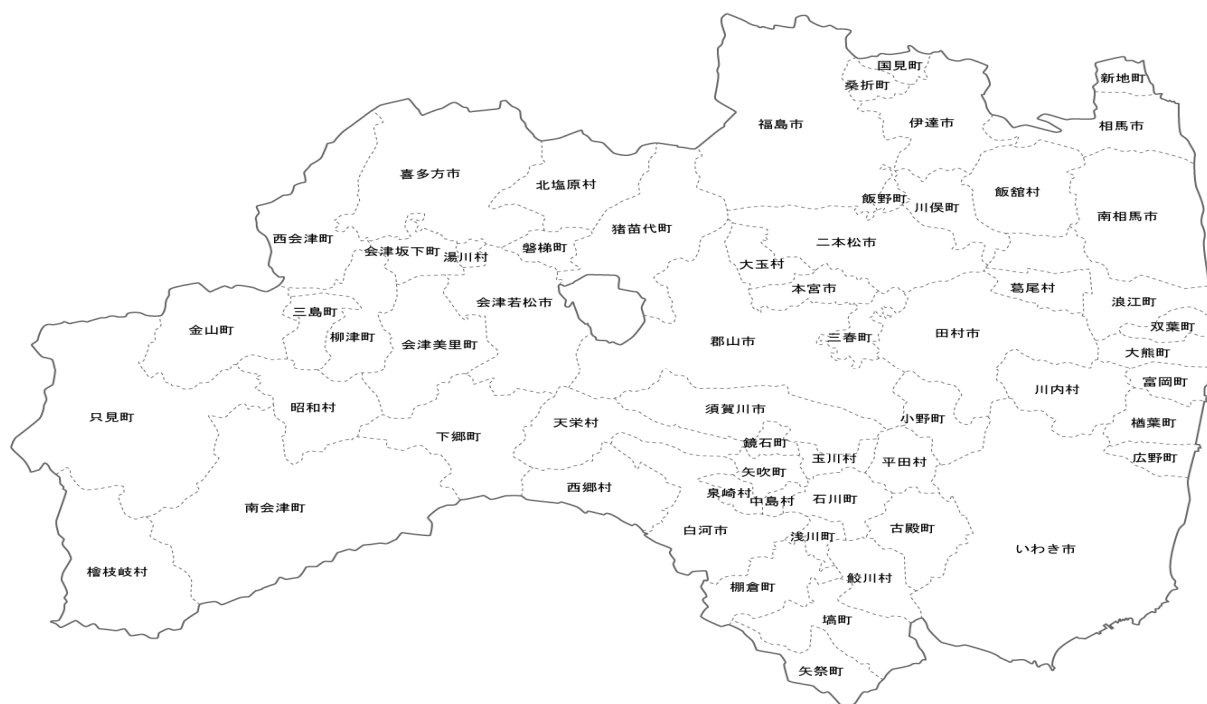 国見町
桑折町
新地町
福島市
伊達市
相馬市
喜多方市
北塩原村
飯野町
川俣町
飯舘村
南相馬市
西会津町
会津坂下町
湯川村
磐梯町
猪苗代町
二本松市
大玉村
本宮市
葛尾村
浪江町
三島町
会津若松市
双葉町
金山町
柳津町
会津美里町
郡山市
三春町
田村市
大熊町
富岡町
川内村
只見町
昭和村
下郷町
天栄村
須賀川市
小野町
楢葉町
鏡石町
玉川村
平田村
広野町
矢吹町
西郷村
泉崎村
中島村
石川町
南会津町
白河市
浅川町
古殿町
いわき市
檜枝岐村
棚倉町
鮫川村
塙町
矢祭町